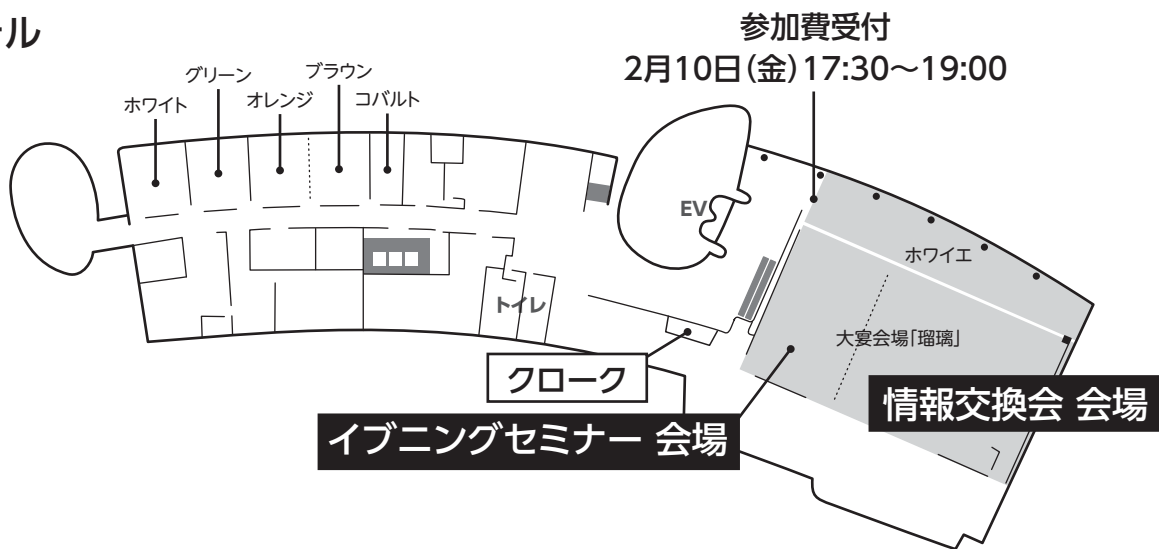 参加費受付
2月10日(金)17:30～19:00
グリーン
ブラウン
ホワイト
オレンジ
コバルト
EV
ホワイエ
トイレ
大宴会場「瑠璃」
クローク
情報交換会 会場
イブニングセミナー 会場